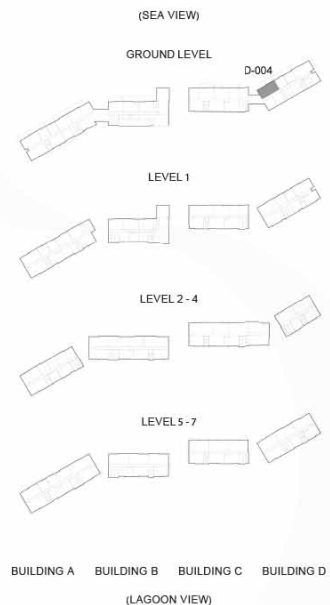 (SEA VIEW)
GROUND LEVEL
D-004
LEVEL 1
LEVEL 2 - 4
LEVEL 5 - 7
BUILDING A BUILDING B BUILDING C BUILDING D
(LAGOON VIEW)